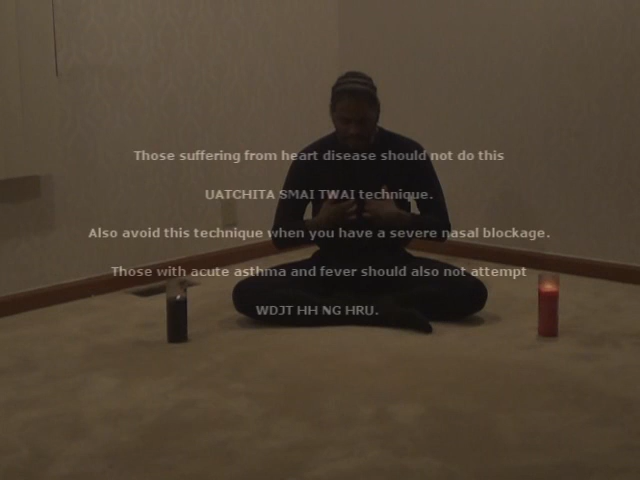 Those suffering from heart disease should not do this
UATCHITA SMAI TWAI technique.
Also avoid this technique when you have a severe nasal blockage.
Those with acute asthma and fever should also not attempt
WDJT HH NG HRU.